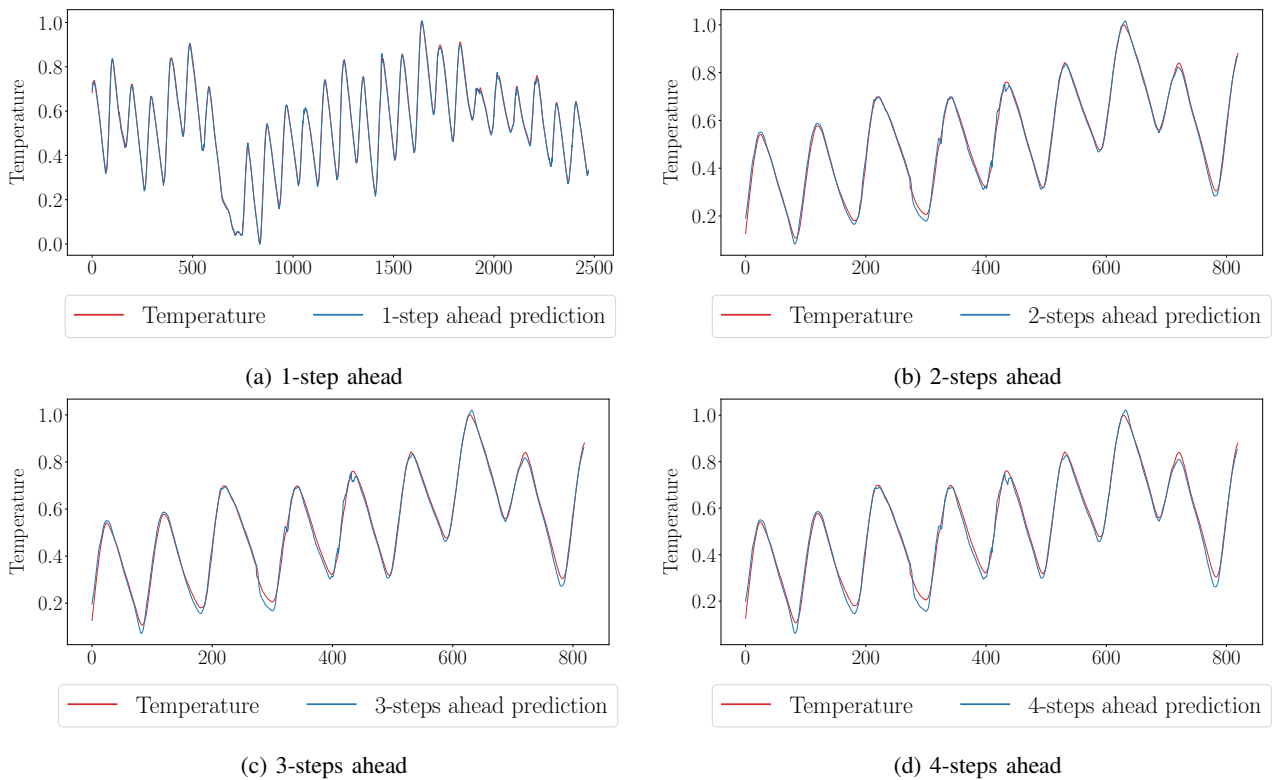 1.0
0.8
0.6
0.4
0.2
0.0
Temperature
0 500 1000 1500 2000 2500
Temperature 1-step ahead prediction
(a) 1-step ahead
1.0
0.8
0.6
0.4
0.2
Temperature
0 200 400 600 800
Temperature 2-steps ahead prediction
(b) 2-steps ahead
1.0
0.8
0.6
0.4
0.2
Temperature
0 200 400 600 800
Temperature 3-steps ahead prediction
(c) 3-steps ahead
1.0
0.8
0.6
0.4
0.2
Temperature
0 200 400 600 800
Temperature 4-steps ahead prediction
(d) 4-steps ahead